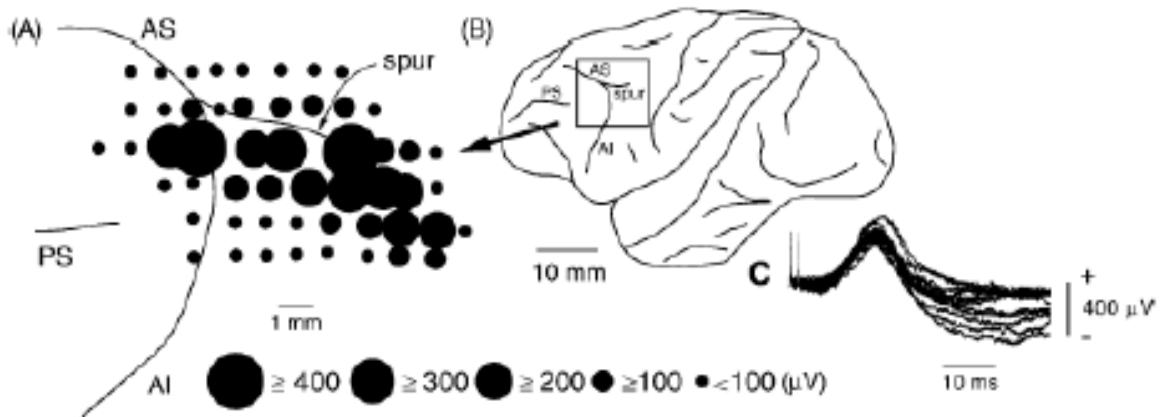 (A)
AS
spur
PS
1 mm
AI
≥ 400 ≥ 300 ≥ 200 ≥100 <100 (μV)
(B)
AS
PS
spur
AI
10 mm
C
+
400 μV
-
10 ms